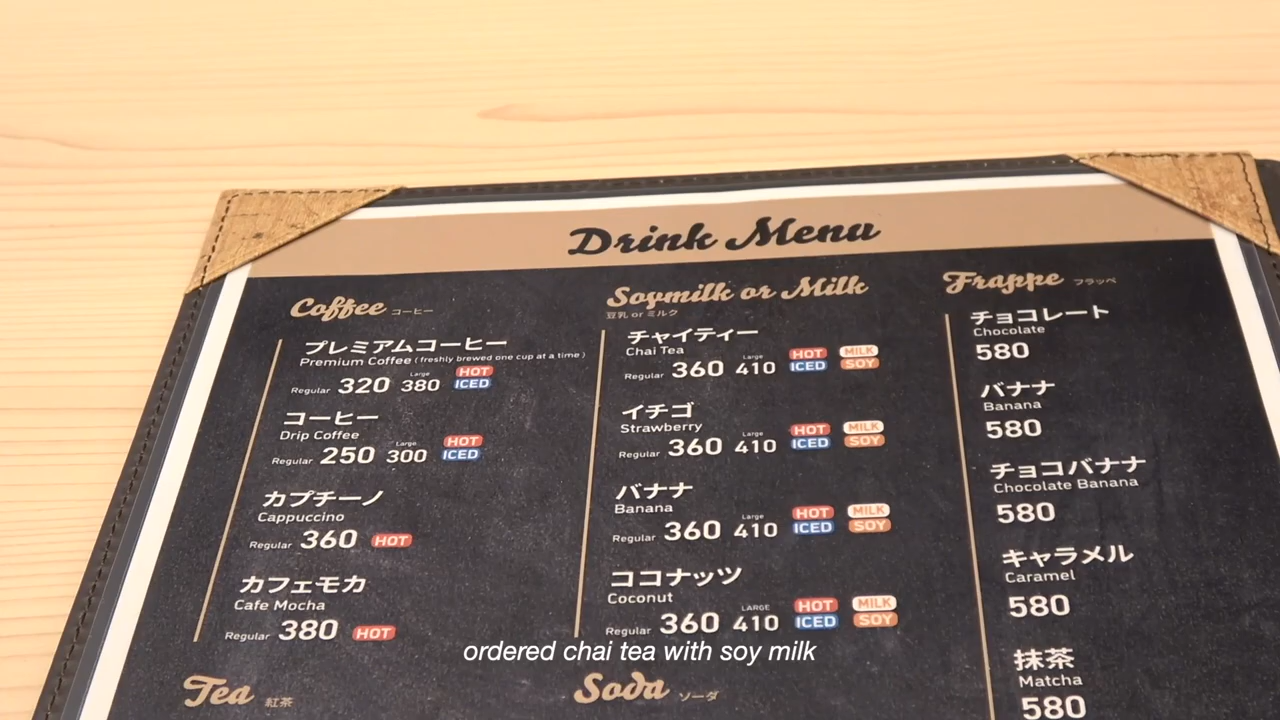 Drink Menu
Coffee コーヒー
プレミアムコーヒー
Premium Coffee (freshly brewed one cup at a time)
Regular 320 Large 380 HOT ICED
コーヒー
Drip Coffee
Regular 250 Large 300 HOT ICED
カプチーノ
Cappuccino
Regular 360 HOT
カフェモカ
Cafe Mocha
Regular 380 HOT
Tea 紅茶
Soymilk or Milk
豆乳 or ミルク
チャイティー
Chai Tea
Regular 360 Large 410 HOT ICED MILK SOY
イチゴ
Strawberry
Regular 360 Large 410 HOT ICED MILK SOY
バナナ
Banana
Regular 360 Large 410 HOT ICED MILK SOY
ココナッツ
Coconut
Regular 360 LARGE 410 HOT ICED MILK SOY
Soda ソーダ
Frappe フラッペ
チョコレート
Chocolate
580
バナナ
Banana
580
チョコバナナ
Chocolate Banana
580
キャラメル
Caramel
580
抹茶
Matcha
580
ordered chai tea with soy milk